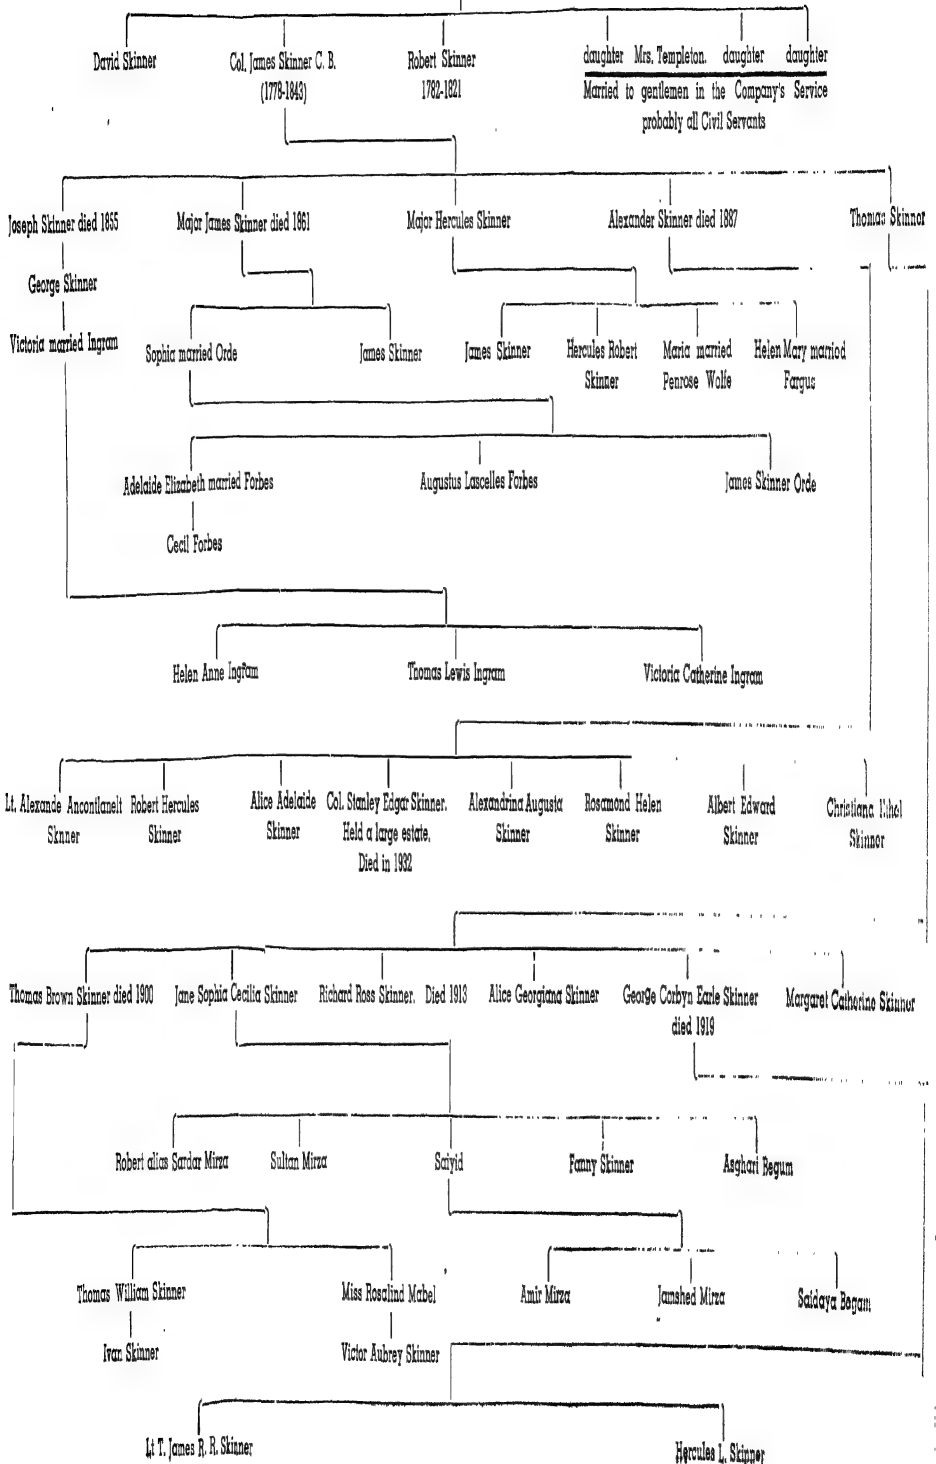 David Skinner
Col. James Skinner C. B.
(1778-1843)
Robert Skinner
1782-1821
daughter Mrs. Templeton. daughter daughter
Married to gentlemen in the Company's Service
probably all Civil Servants
Joseph Skinner died 1855
Major James Skinner died 1861
Major Hercules Skinner
Alexander Skinner died 1887
Thomas Skinner
George Skinner
Victoria married Ingram
Sophia married Orde
James Skinner
James Skinner
Hercules Robert
Skinner
Maria married
Penrose Wolfe
Helen Mary married
Fargus
Adelaide Elizabeth married Forbes
Augustus Lascelles Forbes
James Skinner Orde
Cecil Forbes
Helen Anne Ingram
Thomas Lewis Ingram
Victoria Catherine Ingram
Lt. Alexande
Sknner
Robert Hercules
Skinner
Alice Adelaide
Skinner
Col. Stanley Edgar Skinner.
Held a large estate.
Died in 1932
Alexandrina Augusta
Skinner
Rosamond Helen
Skinner
Albert Edward
Skinner
Christiana
Skinner
Thomas Brown Skinner died 1900
Jane Sophia Cecilia Skinner
Richard Ross Skinner. Died 1913
Alice Georgiana Skinner
George Corbyn Earle Skinner
died 1919
Margaret Catherine Skinner
Robert alias Sardar Mirza
Sultan Mirza
Saiyid
Fanny Skinner
Asghari Begum
Thomas William Skinner
Miss Rosalind Mabel
Amir Mirza
Jamshed Mirza
Saidaya Begam
Ivan Skinner
Victor Aubrey Skinner
Lt T. James R. R. Skinner
Hercules L. Skinner